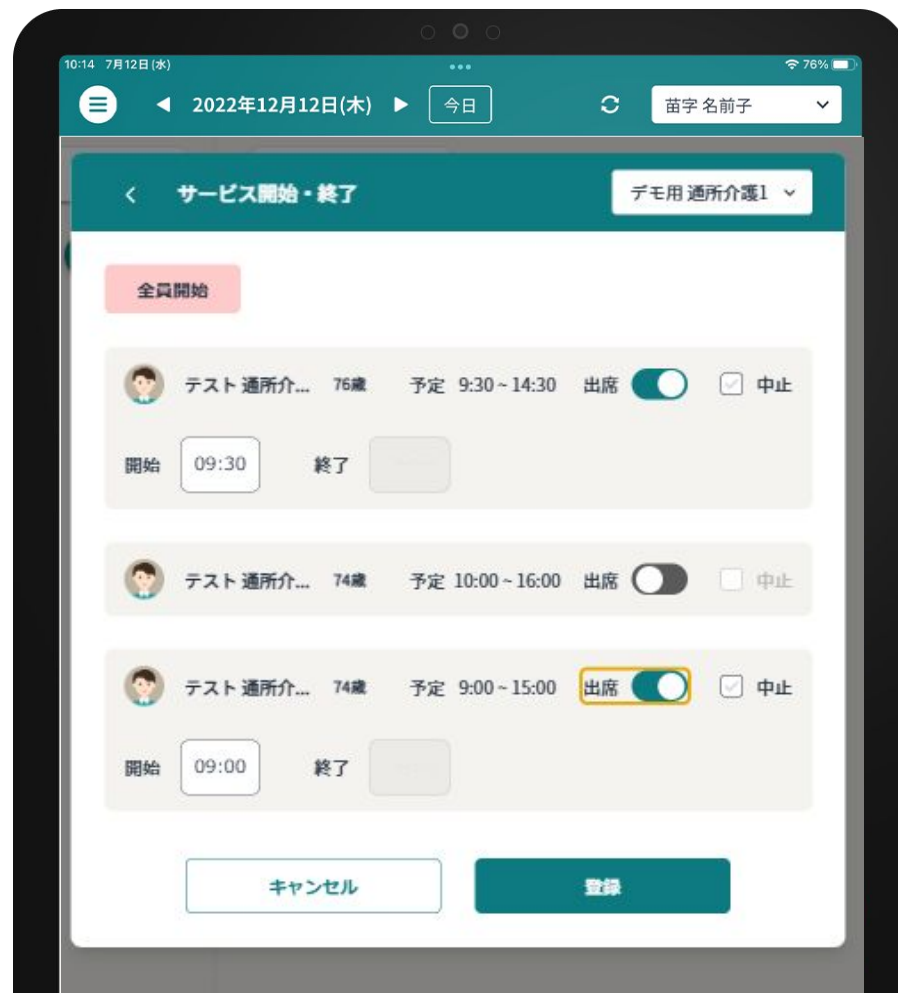 10:14 7月12日(水) 76%
2022年12月12日(木) 今日 苗字 名前子
サービス開始・終了 デモ用 通所介護1
全員開始
テスト 通所介... 76歳 予定 9:30~14:30 出席 中止
開始 09:30 終了
テスト 通所介... 74歳 予定 10:00~16:00 出席 中止
テスト 通所介... 74歳 予定 9:00~15:00 出席 中止
開始 09:00 終了
キャンセル 登録